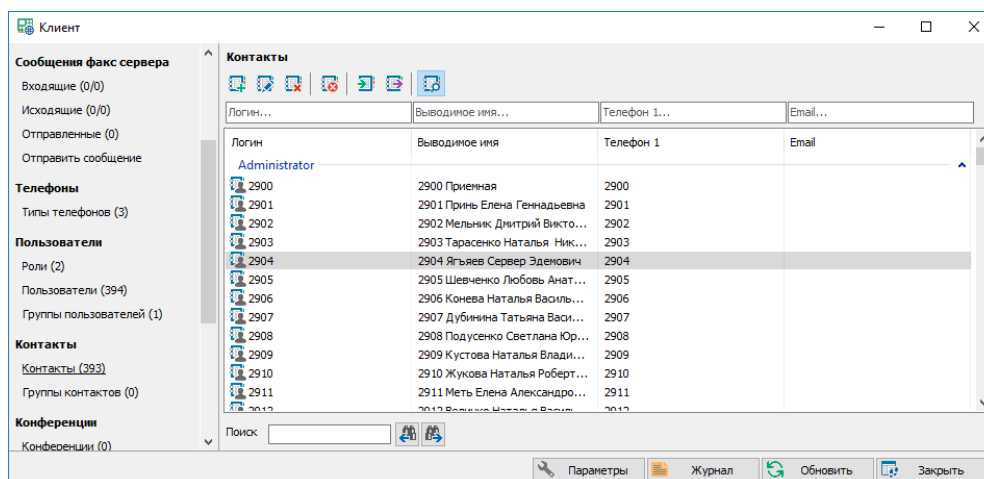 Клиент
Сообщения факс сервера
Входящие (0/0)
Исходящие (0/0)
Отправленные (0)
Отправить сообщение
Телефоны
Типы телефонов (3)
Пользователи
Роли (2)
Пользователи (394)
Группы пользователей (1)
Контакты
Контакты (393)
Группы контактов (0)
Конференции
Конференции (0)
Контакты
Логин... Выводимое имя... Телефон 1... Email...
Логин Выводимое имя Телефон 1 Email
Administrator
2900 2900 Приемная 2900
2901 2901 Принь Елена Геннадьевна 2901
2902 2902 Мельник Дмитрий Викто... 2902
2903 2903 Тарасенко Наталья Ник... 2903
2904 2904 Ягъяев Сервер Эдемович 2904
2905 2905 Шевченко Любовь Анат... 2905
2906 2906 Конева Наталья Василь... 2906
2907 2907 Дубинина Татьяна Васи... 2907
2908 2908 Подусенко Светлана Юр... 2908
2909 2909 Кустова Наталья Влади... 2909
2910 2910 Жукова Наталья Роберт... 2910
2911 2911 Меть Елена Александро... 2911
2912 2912 Наталья 2912
Поиск
Параметры Журнал Обновить Закрыть